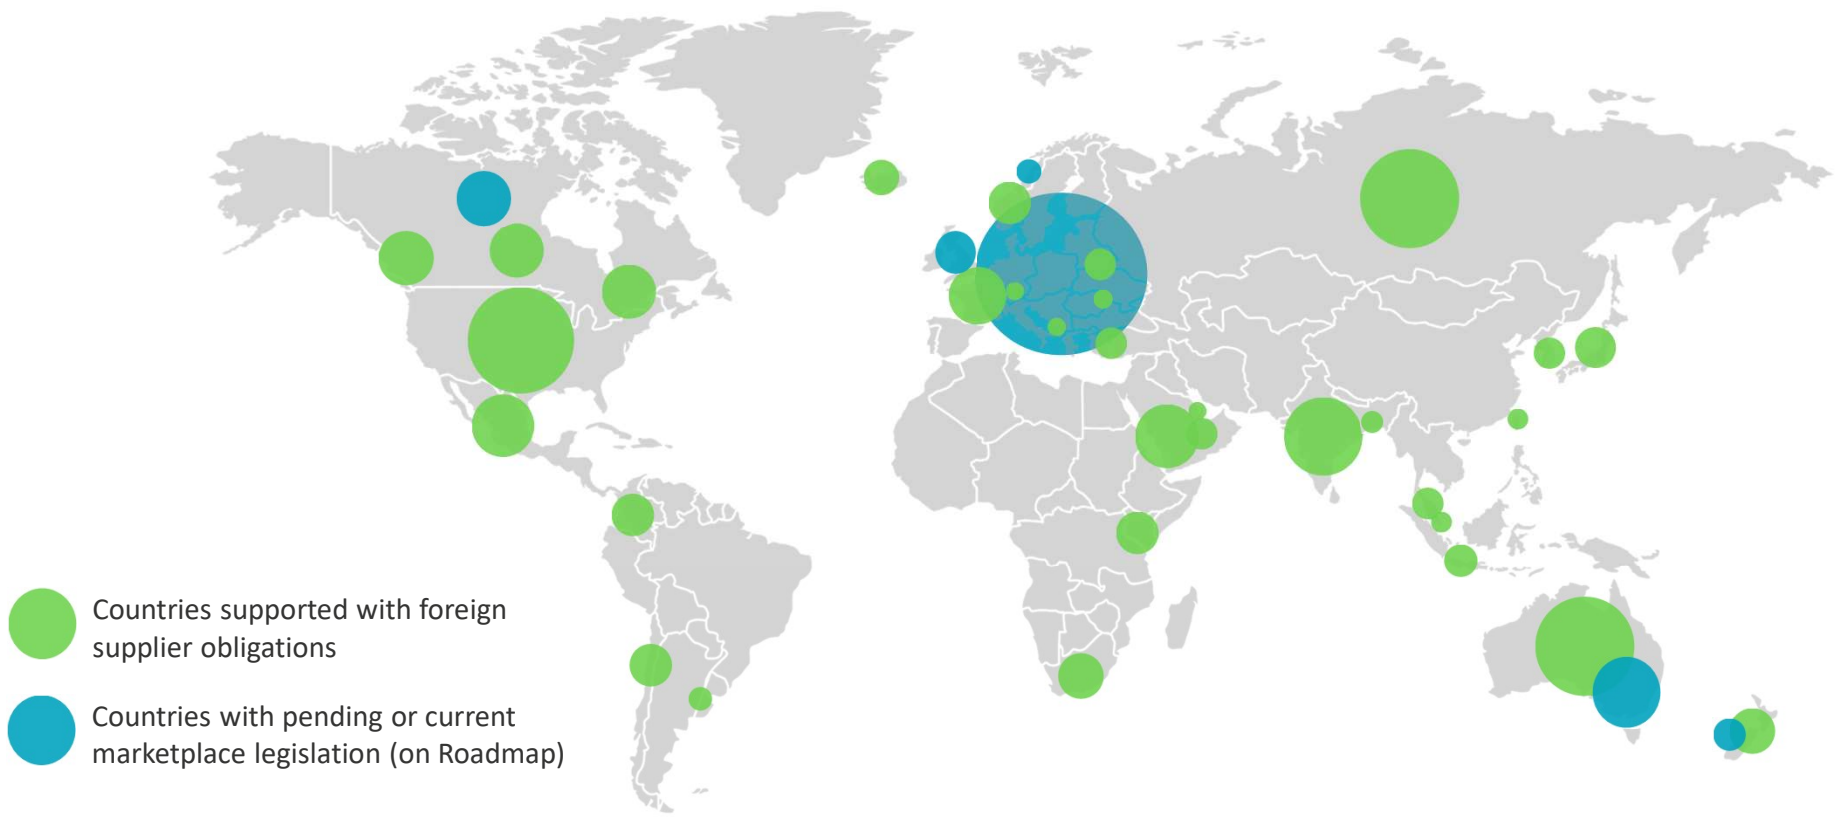 Countries supported with foreign
supplier obligations
Countries with pending or current
marketplace legislation (on Roadmap)